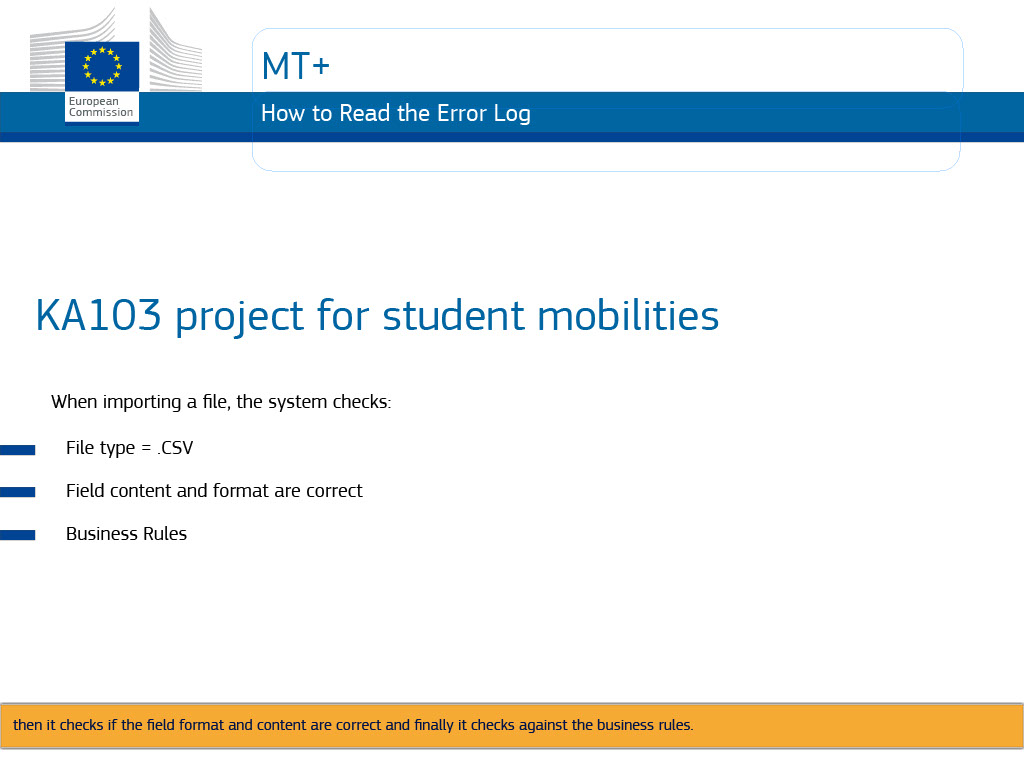 MT+
European
Commission
How to Read the Error Log
KA103 project for student mobilities
When importing a file, the system checks:
File type = .CSV
Field content and format are correct
Business Rules
then it checks if the field format and content are correct and finally it checks against the business rules.